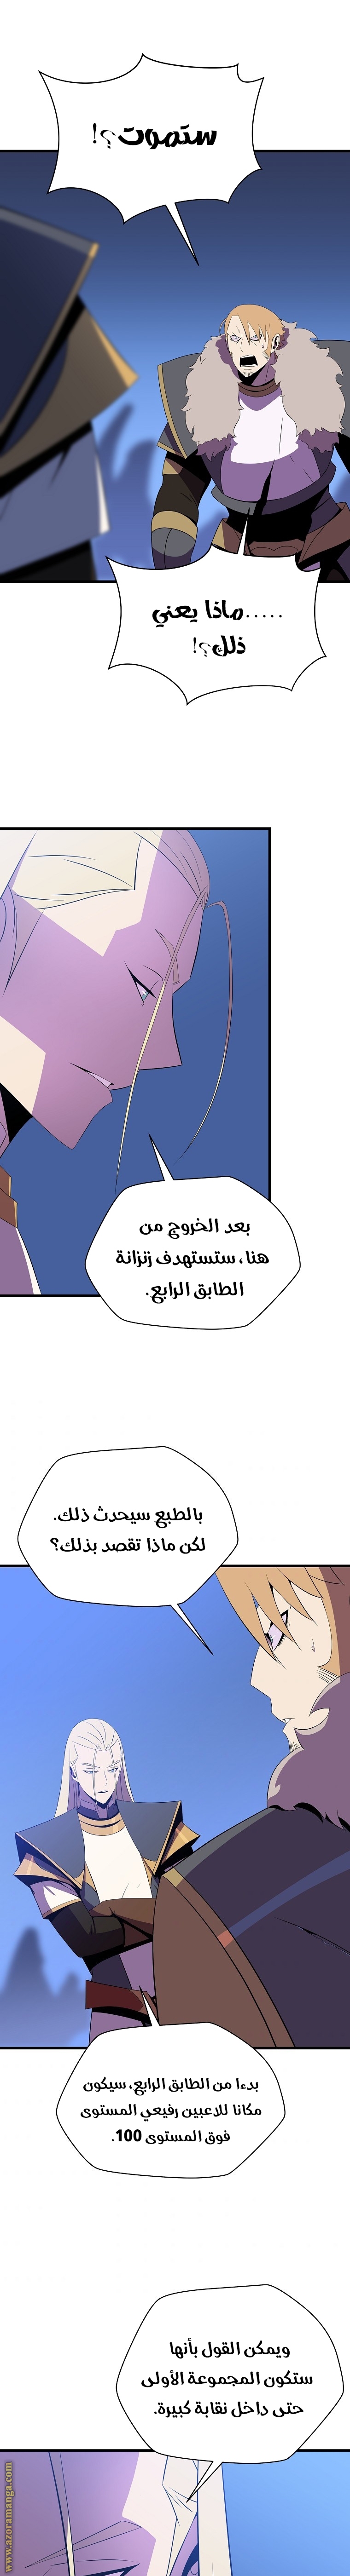 ستموت؟!
.....ماذا يعني
ذلك؟!
بعد الخروج من
هنا، ستستهدف زنزانة
الطابق الرابع.
بالطبع سيحدث ذلك.
لكن ماذا تقصد بذلك؟
بدءا من الطابق الرابع، سيكون
مكانا للاعبين رفيعي المستوى
فوق المستوى 100.
ويمكن القول بأنها
ستكون المجموعة الأولى
حتى داخل نقابة كبيرة.
www.azoramanga.com